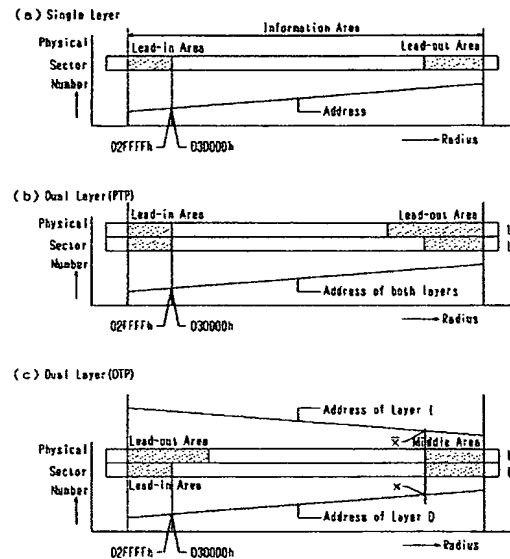 (a) Single Layer
Information Area
Physical
Sector
Number
Lead-in Area
Lead-out Area
Address
02FFFFh
030000h
Radius
(b) Dual Layer(PTP)
Physical
Sector
Number
Lead-in Area
Lead-out Area
Address of both layers
02FFFFh
030000h
Radius
(c) Dual Layer(OTP)
Address of Layer 1
Physical
Sector
Number
Lead-out Area
X
Middle Area
Lead-in Area
X
Address of Layer 0
02FFFFh
030000h
Radius